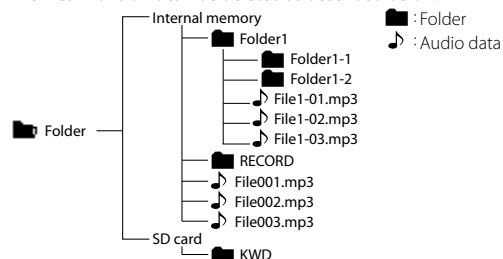 Internal memory
: Folder
Folder1
: Audio data
Folder1-1
Folder1-2
File1-01.mp3
File1-02.mp3
File1-03.mp3
Folder
RECORD
File001.mp3
File002.mp3
File003.mp3
SD card
KWD